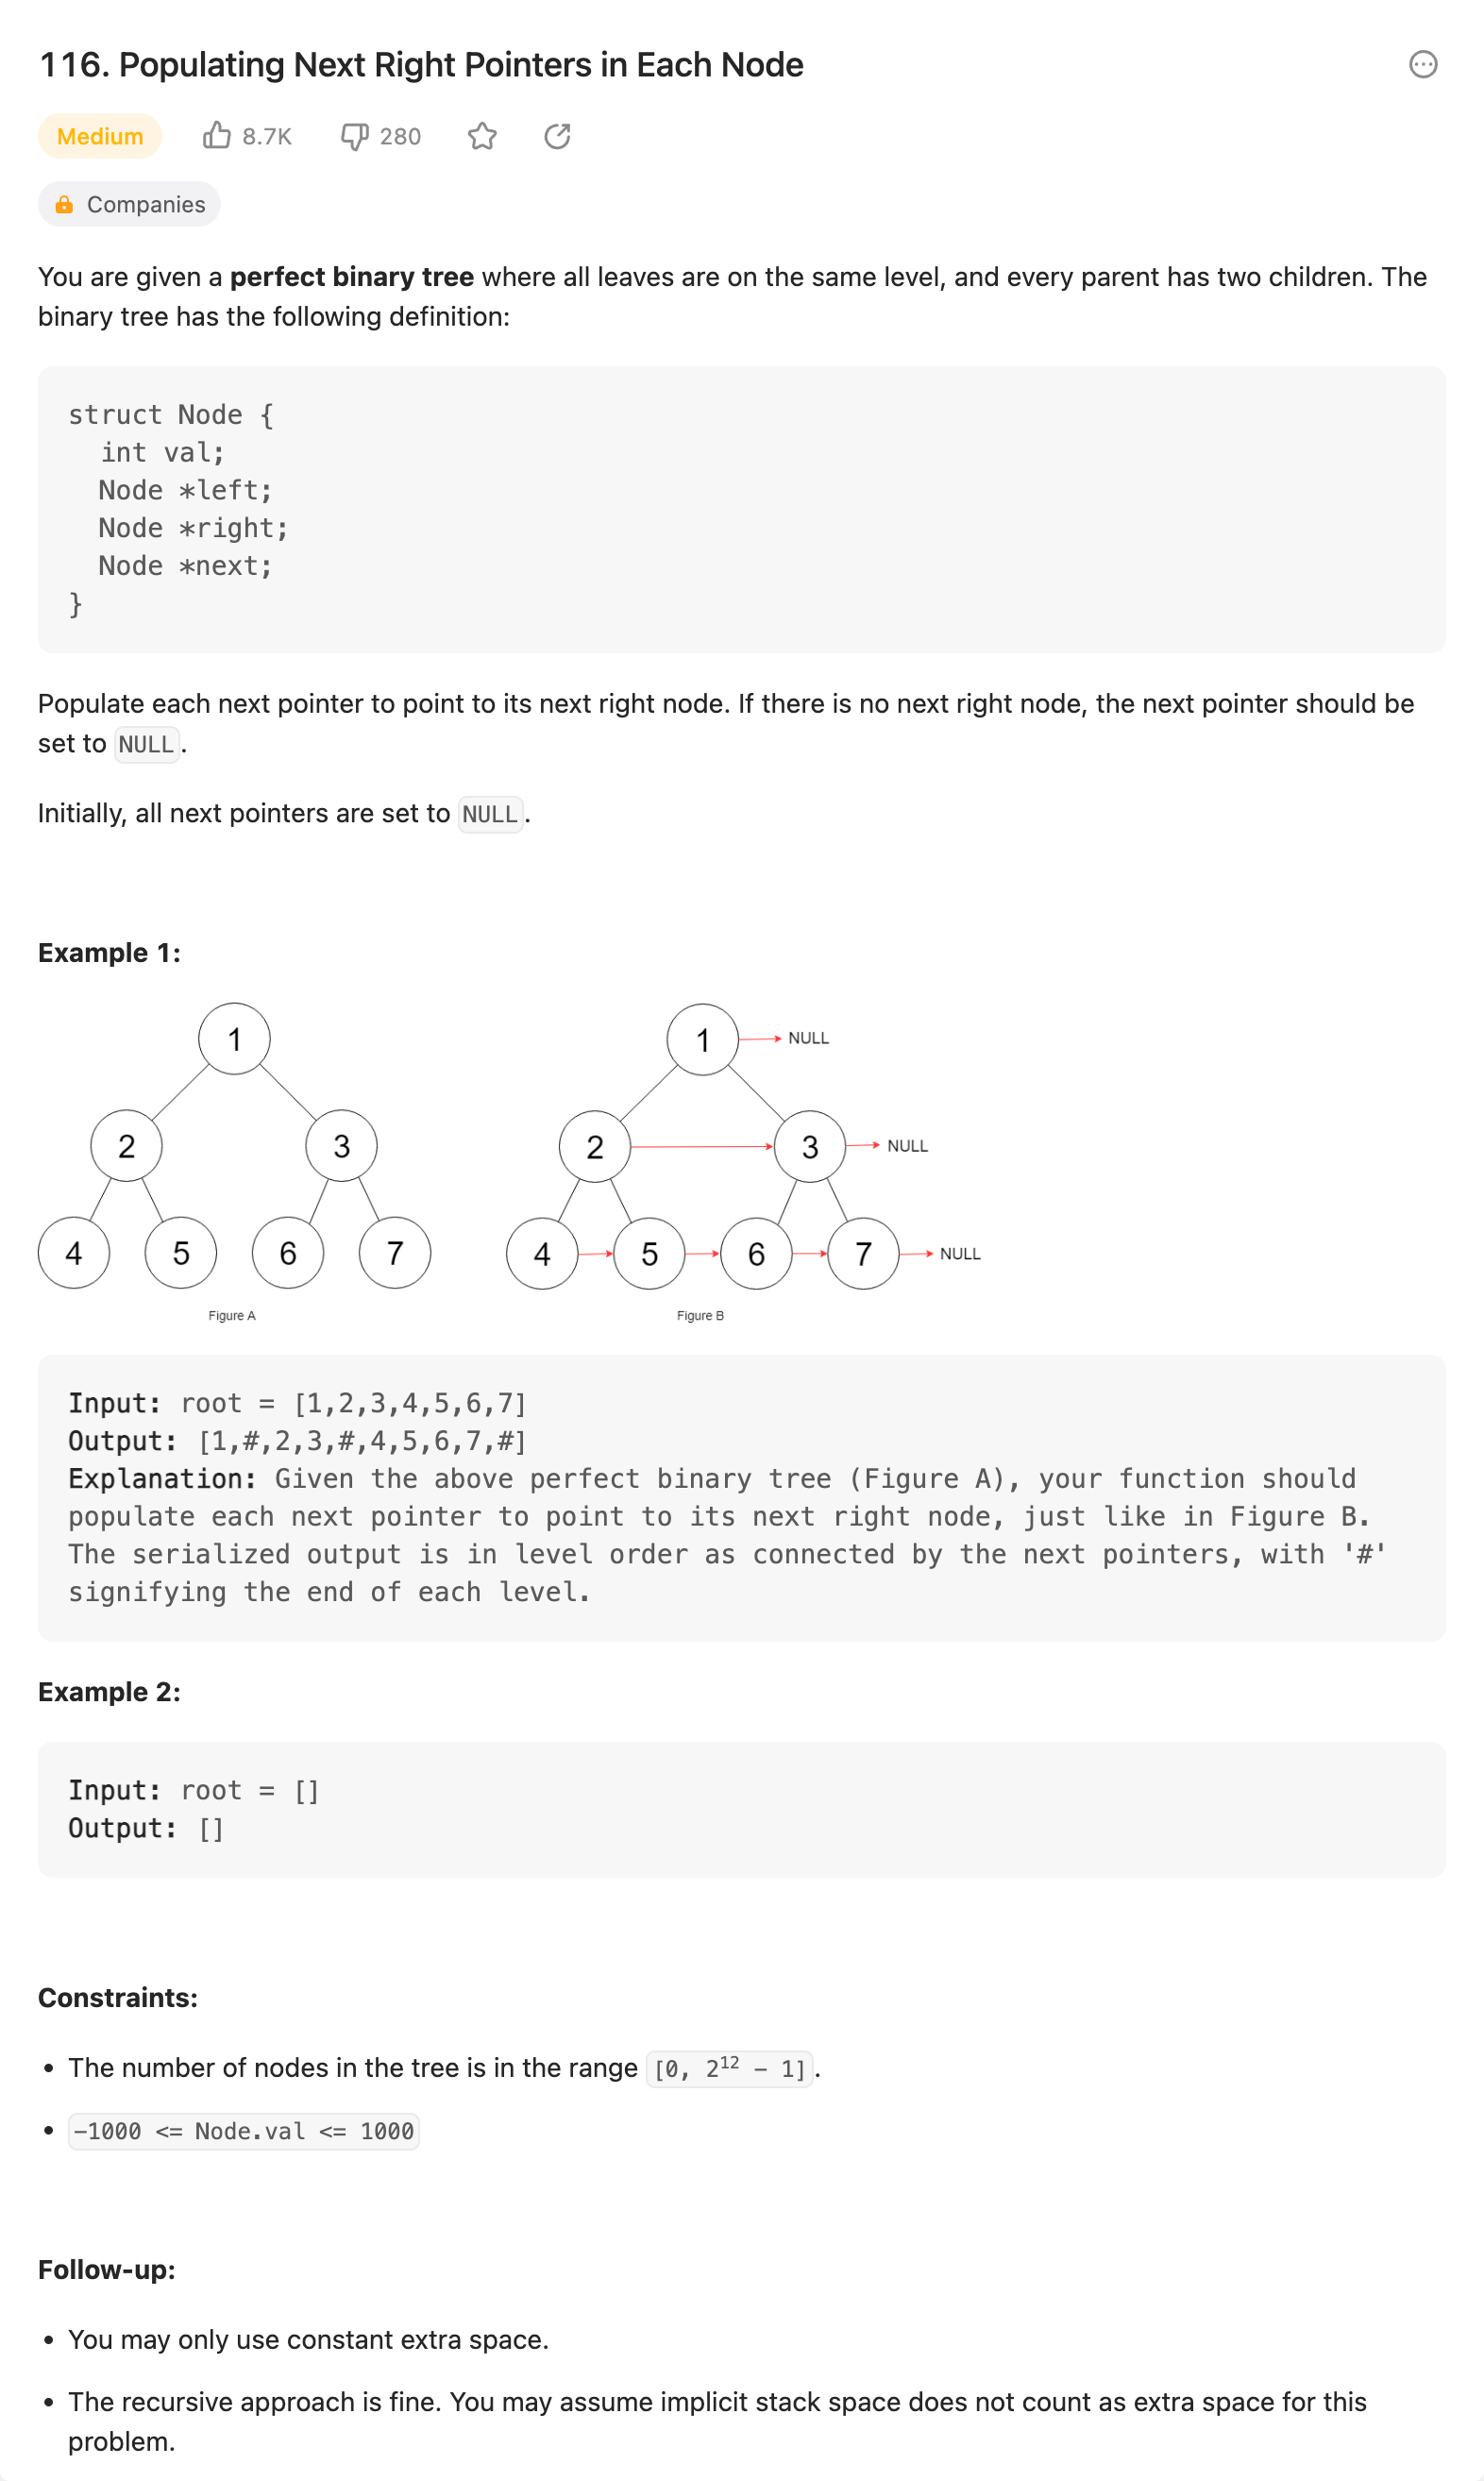 116. Populating Next Right Pointers in Each Node
Medium 8.7K 280
Companies
You are given a perfect binary tree where all leaves are on the same level, and every parent has two children. The
binary tree has the following definition:
struct Node {
  int val;
  Node *left;
  Node *right;
  Node *next;
}
Populate each next pointer to point to its next right node. If there is no next right node, the next pointer should be
set to NULL.
Initially, all next pointers are set to NULL.
Example 1:
1 1 NULL
2 3 2 3 NULL
4 5 6 7 4 5 6 7 NULL
Figure A Figure B
Input: root = [1,2,3,4,5,6,7]
Output: [1,#,2,3,#,4,5,6,7,#]
Explanation: Given the above perfect binary tree (Figure A), your function should
populate each next pointer to point to its next right node, just like in Figure B.
The serialized output is in level order as connected by the next pointers, with '#'
signifying the end of each level.
Example 2:
Input: root = []
Output: []
Constraints:
• The number of nodes in the tree is in the range [0, 2¹² - 1].
• -1000 <= Node.val <= 1000
Follow-up:
• You may only use constant extra space.
• The recursive approach is fine. You may assume implicit stack space does not count as extra space for this
problem.